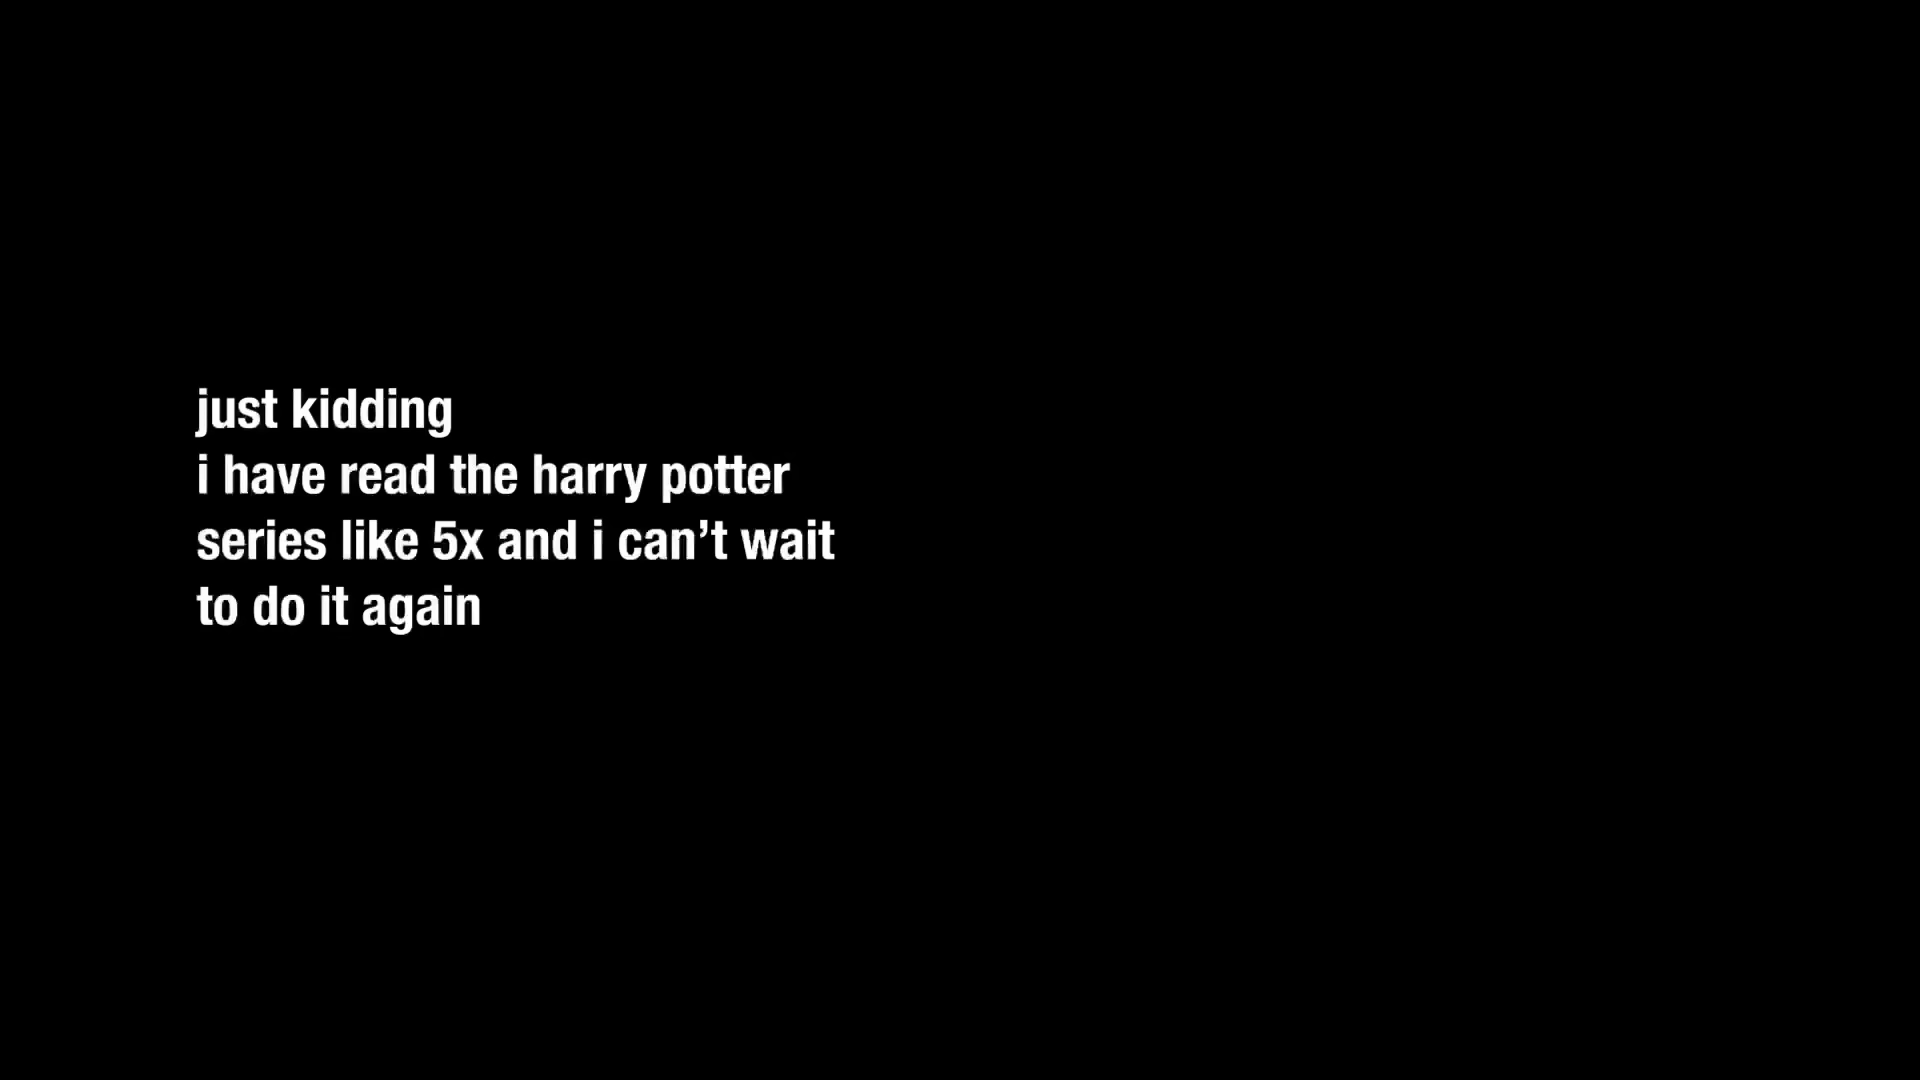 just kidding
i have read the harry potter
series like 5x and i can’t wait
to do it again